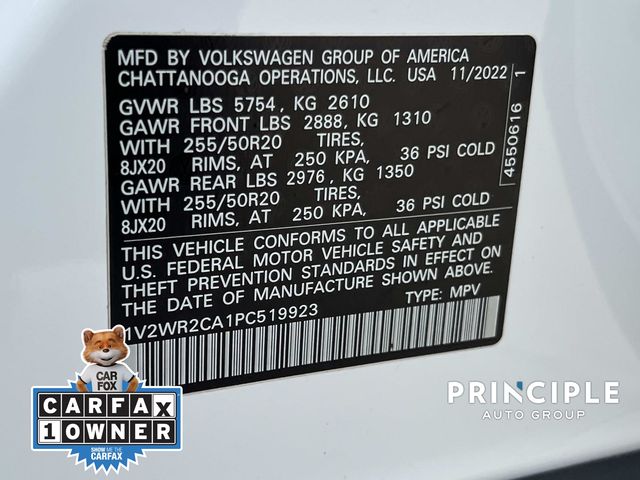 MFD BY VOLKSWAGEN GROUP OF AMERICA
CHATTANOOGA OPERATIONS, LLC. USA 11/2022
GVWR LBS 5754, KG 2610
GAWR FRONT LBS 2888, KG 1310
WITH 255/50R20 TIRES,
8JX20 RIMS, AT 250 KPA, 36 PSI COLD
GAWR REAR LBS 2976, KG 1350
WITH 255/50R20 TIRES,
8JX20 RIMS, AT 250 KPA, 36 PSI COLD
THIS VEHICLE CONFORMS TO ALL APPLICABLE
U.S. FEDERAL MOTOR VEHICLE SAFETY AND
THEFT PREVENTION STANDARDS IN EFFECT ON
THE DATE OF MANUFACTURE SHOWN ABOVE.
TYPE: MPV
1V2WR2CA1PC519923
4550616 1
CAR
FOX
CARFAX
1 OWNER
SHOW ME THE
CARFAX
PRINCIPLE
AUTO GROUP